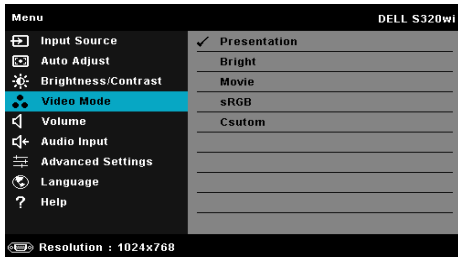 Menu DELL S320wi
Input Source
Auto Adjust
Brightness/Contrast
Video Mode
Volume
Audio Input
Advanced Settings
Language
? Help
✓ Presentation
Bright
Movie
sRGB
Csutom
Resolution : 1024x768